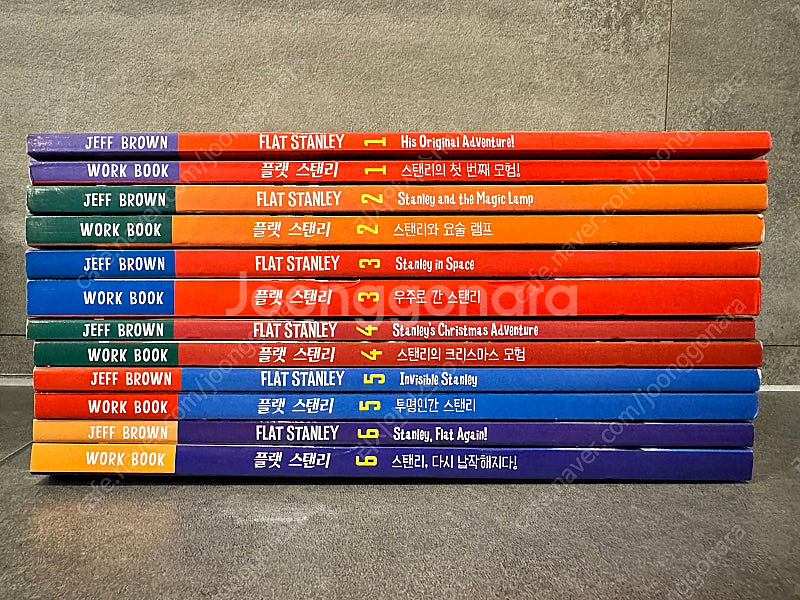 JEFF BROWN FLAT STANLEY 1 His Original Adventure!
WORK BOOK 플랫 스탠리 1 스탠리의 첫 번째 모험!
JEFF BROWN FLAT STANLEY 2 Stanley and the Magic Lamp
WORK BOOK 플랫 스탠리 2 스탠리와 요술 램프
JEFF BROWN FLAT STANLEY 3 Stanley in Space
WORK BOOK 플랫 스탠리 3 우주로 간 스탠리
Joonggonara
JEFF BROWN FLAT STANLEY 4 Stanley's Christmas Adventure
WORK BOOK 플랫 스탠리 4 스탠리의 크리스마스 모험
JEFF BROWN FLAT STANLEY 5 Invisible Stanley
WORK BOOK 플랫 스탠리 5 투명인간 스탠리
JEFF BROWN FLAT STANLEY 6 Stanley, Flat Again!
WORK BOOK 플랫 스탠리 6 스탠리, 다시 납작해지다!
cafe.naver.com/joonggonara